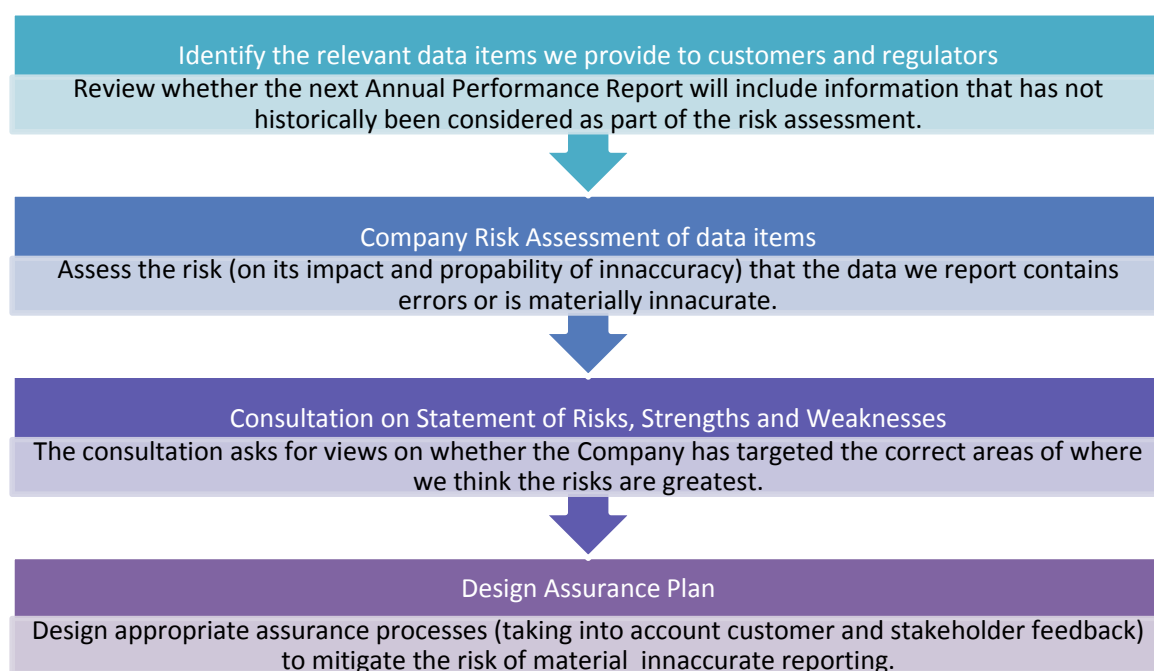 Identify the relevant data items we provide to customers and regulators
Review whether the next Annual Performance Report will include information that has not
historically been considered as part of the risk assessment.
Company Risk Assessment of data items
Assess the risk (on its impact and propability of innaccuracy) that the data we report contains
errors or is materially innacurate.
Consultation on Statement of Risks, Strengths and Weaknesses
The consultation asks for views on whether the Company has targeted the correct areas of where
we think the risks are greatest.
Design Assurance Plan
Design appropriate assurance processes (taking into account customer and stakeholder feedback)
to mitigate the risk of material innaccurate reporting.